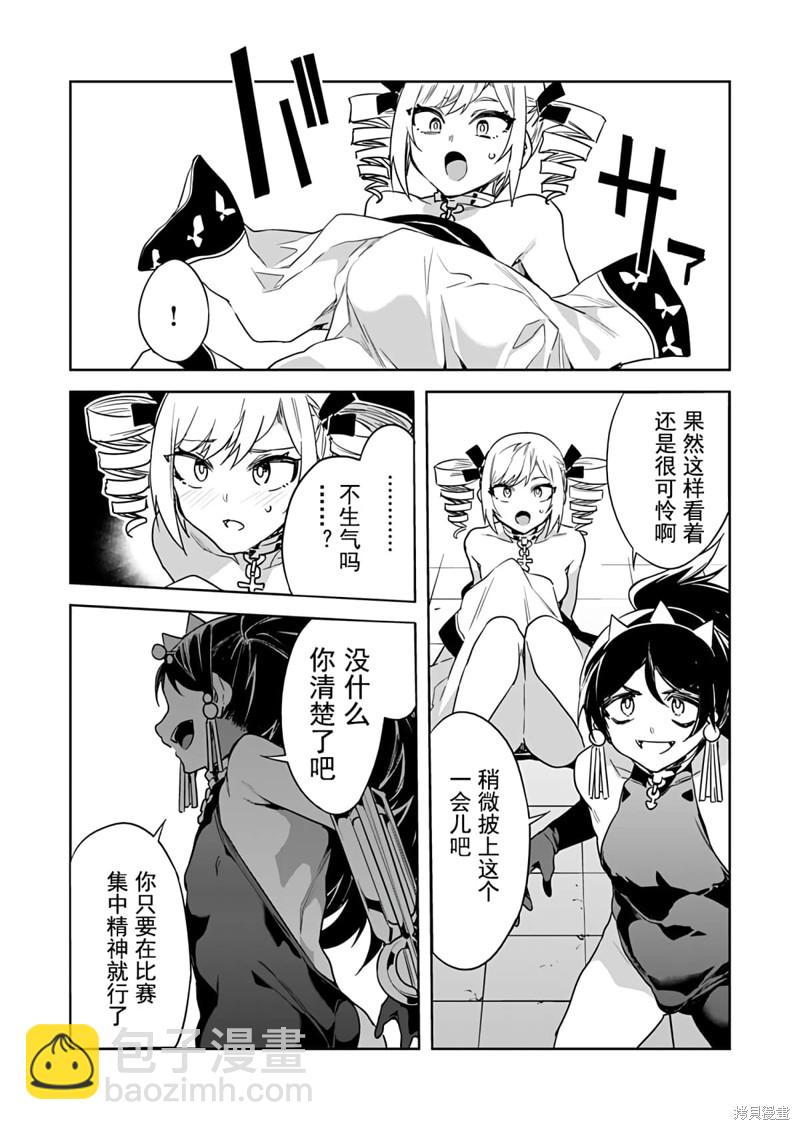 バ
サァ
！
果然这样看着
还是很可怜啊
稍微披上这个
一会儿吧
…………
不生气吗
……？
没什么
你清楚了吧
你只要在比赛
集中精神就行了
包子漫畫
baozimh.com
拷贝漫畫